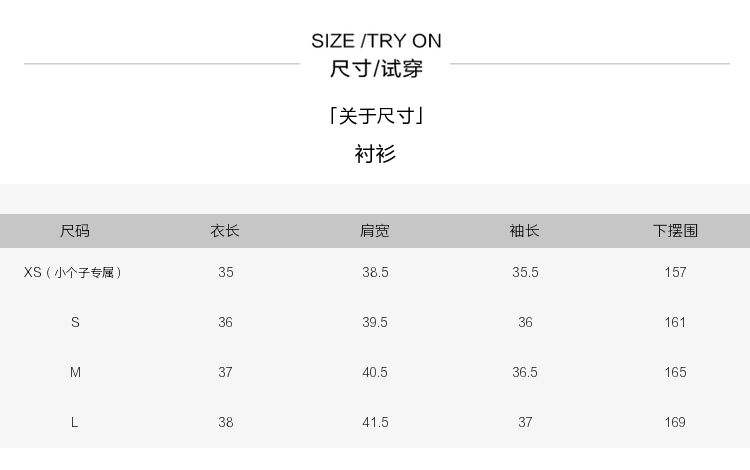 SIZE /TRY ON
尺寸/试穿
「关于尺寸」
衬衫
尺码 衣长 肩宽 袖长 下摆围
XS（小个子专属） 35 38.5 35.5 157
S 36 39.5 36 161
M 37 40.5 36.5 165
L 38 41.5 37 169